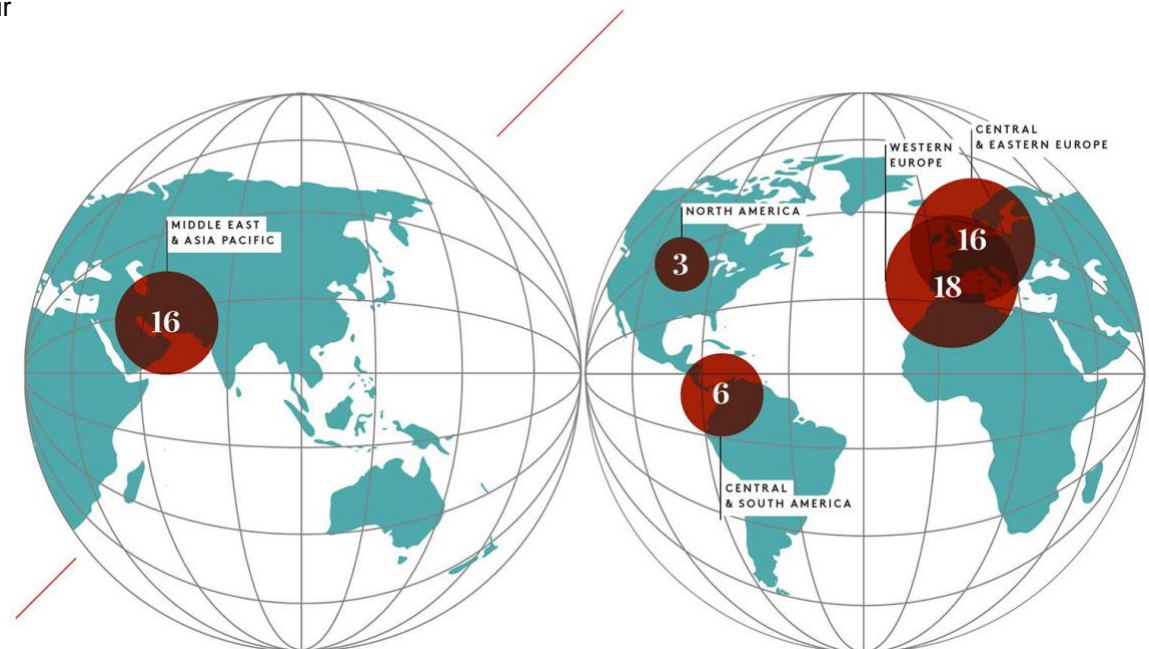 ur
MIDDLE EAST
& ASIA PACIFIC
16
NORTH AMERICA
3
WESTERN
EUROPE
CENTRAL
& EASTERN EUROPE
16
18
6
CENTRAL
& SOUTH AMERICA